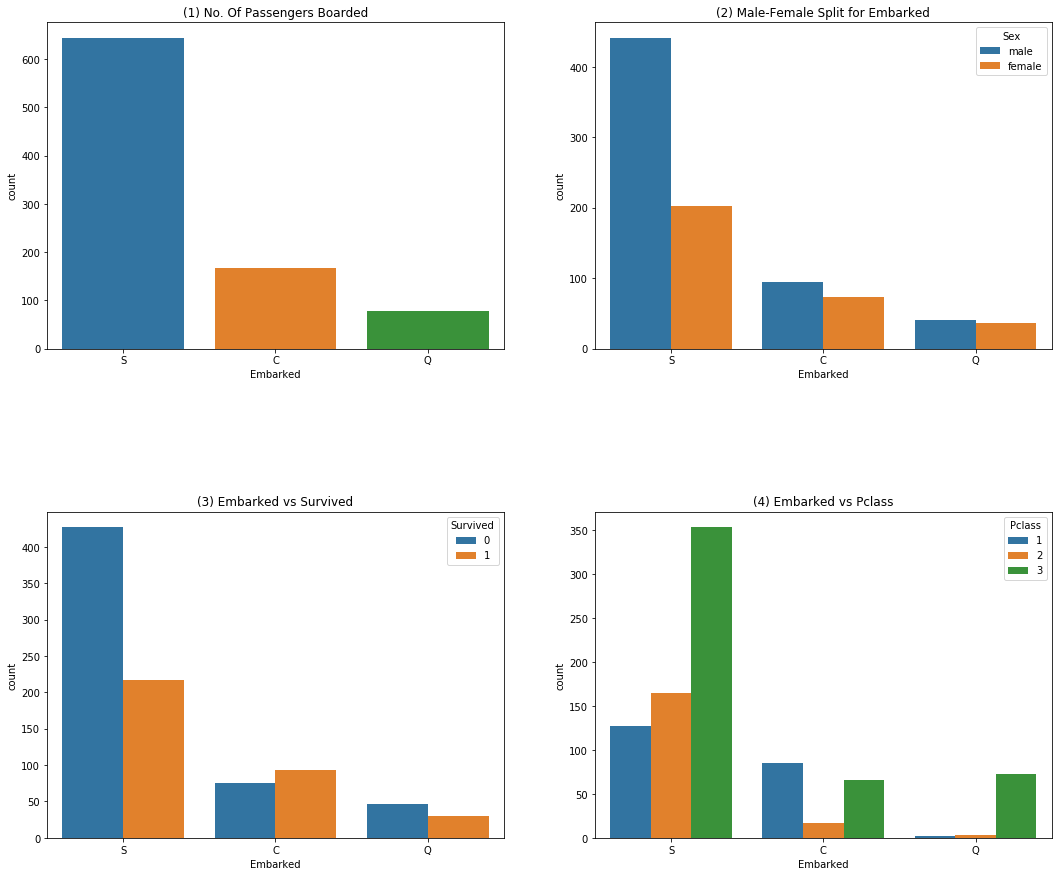 (1) No. Of Passengers Boarded
600
500
400
300
200
100
0
count
S C Q
Embarked
(2) Male-Female Split for Embarked
Sex
male
female
400
300
200
100
0
count
S C Q
Embarked
(3) Embarked vs Survived
Survived
0
1
400
350
300
250
200
150
100
50
0
count
S C Q
Embarked
(4) Embarked vs Pclass
Pclass
1
2
3
350
300
250
200
150
100
50
0
count
S C Q
Embarked